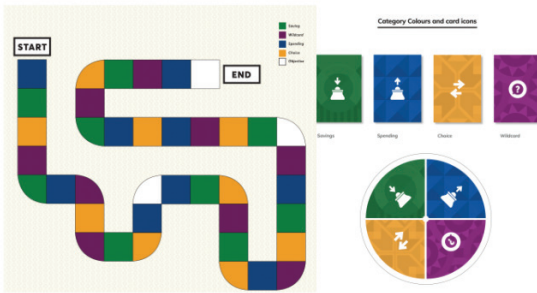 START
Saving
Wildcard
Spending
Choice
Objective
END
Category Colours and card icons
?
Savings
Spending
Choice
Wildcard
?